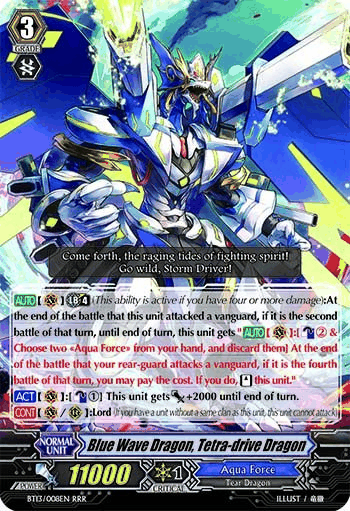 3
GRADE
Come forth, the raging tides of fighting spirit!
Go wild, Storm Driver!
AUTO [ ] LB 4 (This ability is active if you have four or more damage):At
the end of the battle that this unit attacked a vanguard, if it is the second
battle of that turn, until end of turn, this unit gets "AUTO [ ]:[ 2 &
Choose two «Aqua Force» from your hand, and discard them] At the end
of the battle that your rear-guard attacks a vanguard, if it is the fourth
battle of that turn, you may pay the cost. If you do, [ ] this unit."
ACT [ ]:[ 1] This unit gets +2000 until end of turn.
CONT [ / ]:Lord (If you have a unit without a same clan as this unit, this unit cannot attack)
NORMAL UNIT
Blue Wave Dragon, Tetra-drive Dragon
POWER 11000
1 CRITICAL
Aqua Force
Tear Dragon
BT13/008EN RRR
ILLUST / 竜徹